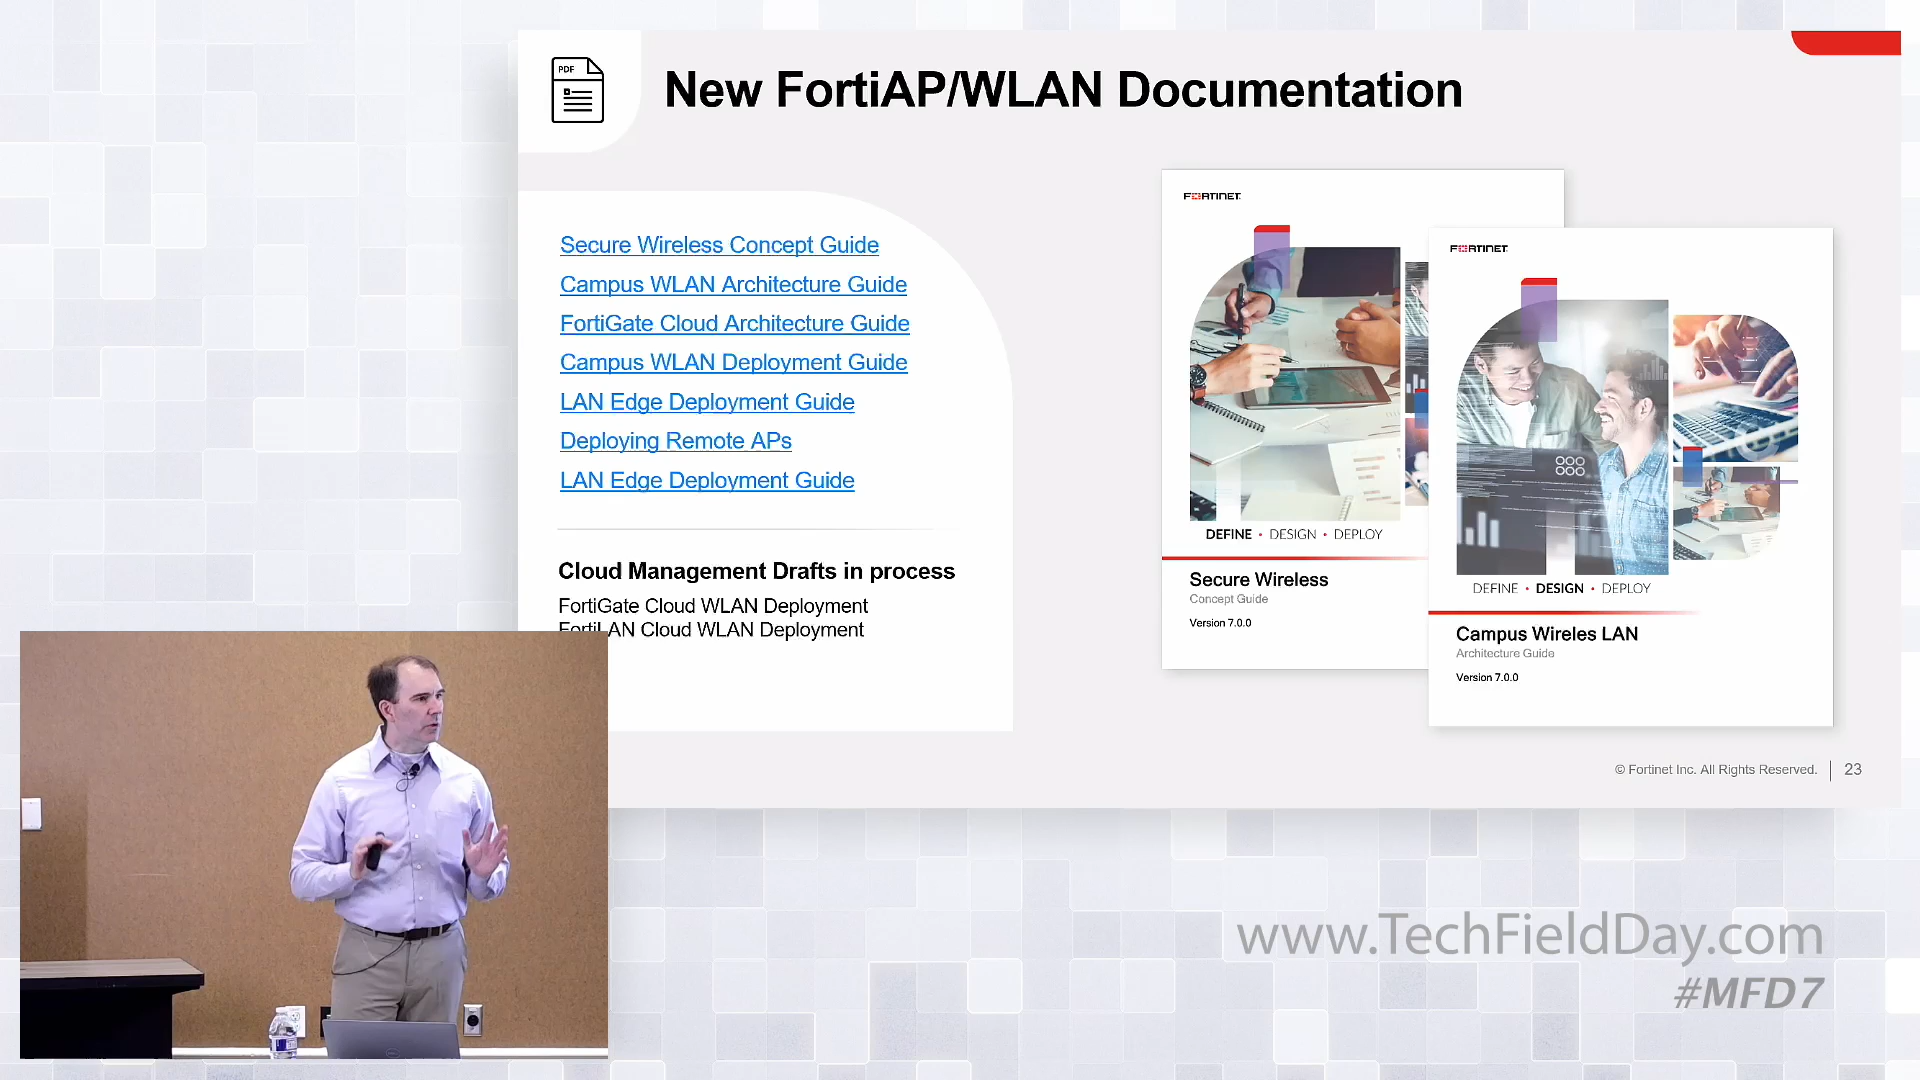 PDF
New FortiAP/WLAN Documentation
Secure Wireless Concept Guide
Campus WLAN Architecture Guide
FortiGate Cloud Architecture Guide
Campus WLAN Deployment Guide
LAN Edge Deployment Guide
Deploying Remote APs
LAN Edge Deployment Guide
Cloud Management Drafts in process
FortiGate Cloud WLAN Deployment
FortiLAN Cloud WLAN Deployment
FORTINET
DEFINE • DESIGN • DEPLOY
Secure Wireless
Concept Guide
Version 7.0.0
FORTINET
DEFINE • DESIGN • DEPLOY
Campus Wireles LAN
Architecture Guide
Version 7.0.0
© Fortinet Inc. All Rights Reserved.
23
www.TechFieldDay.com
#MFD7